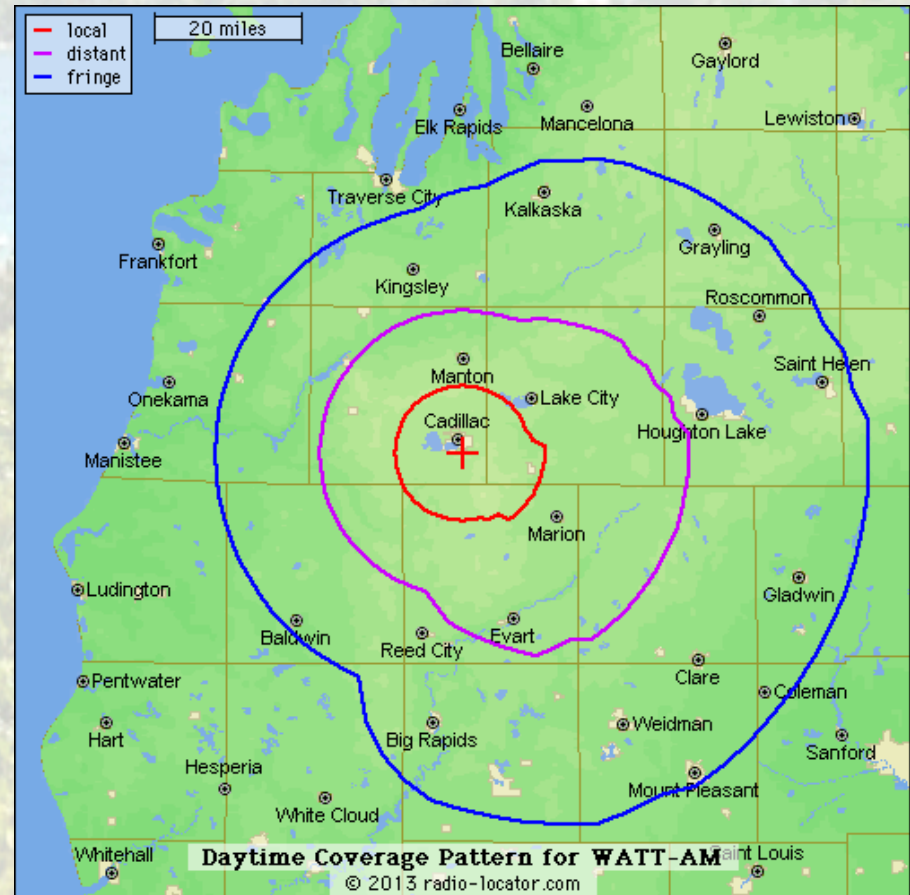 local
distant
fringe
20 miles
Bellaire
Gaylord
Elk Rapids
Mancelona
Lewiston
Traverse City
Kalkaska
Frankfort
Grayling
Kingsley
Roscommon
Manton
Saint Helen
Onekama
Lake City
Cadillac
Houghton Lake
Manistee
Marion
Ludington
Gladwin
Baldwin
Evart
Reed City
Clare
Pentwater
Coleman
Hart
Big Rapids
Weidman
Sanford
Hesperia
Mount Pleasant
White Cloud
Whitehall
Saint Louis
Daytime Coverage Pattern for WATT-AM
© 2013 radio-locator.com